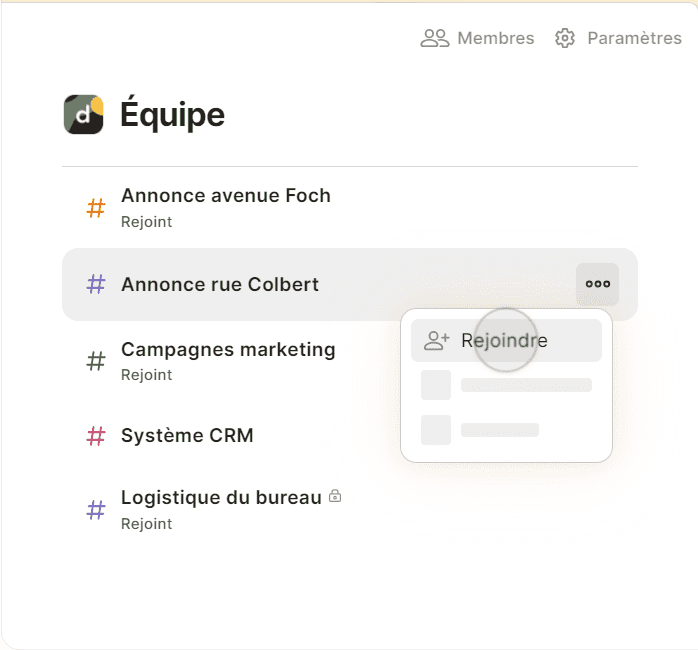 Membres
Paramètres
d
Équipe
# Annonce avenue Foch
Rejoint
# Annonce rue Colbert
Rejoindre
# Campagnes marketing
Rejoint
# Système CRM
# Logistique du bureau
Rejoint